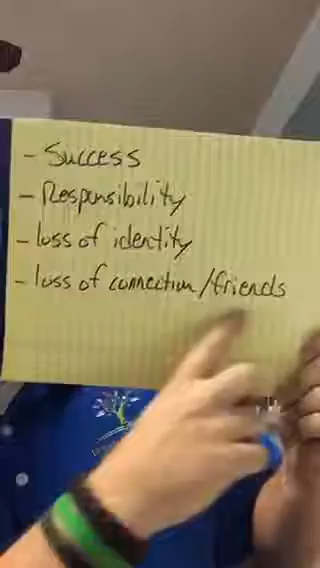 - Success
- Responsibility
- loss of identity
- loss of connection/friends